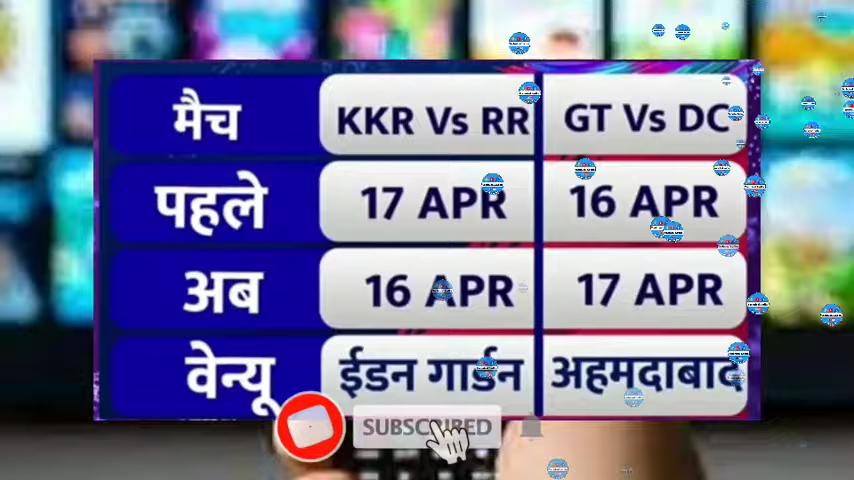 मैच KKR Vs RR GT Vs DC
पहले 17 APR 16 APR
अब 16 APR 17 APR
वेन्यू ईडन गार्डन अहमदाबाद
SUBSCRIBED